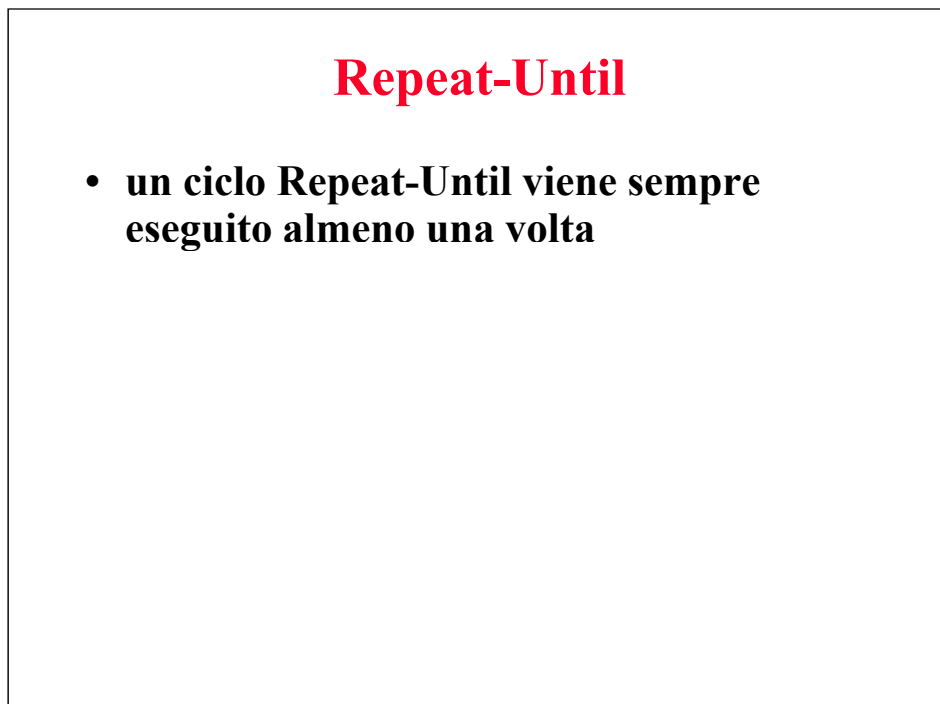 Repeat-Until
• un ciclo Repeat-Until viene sempre
eseguito almeno una volta